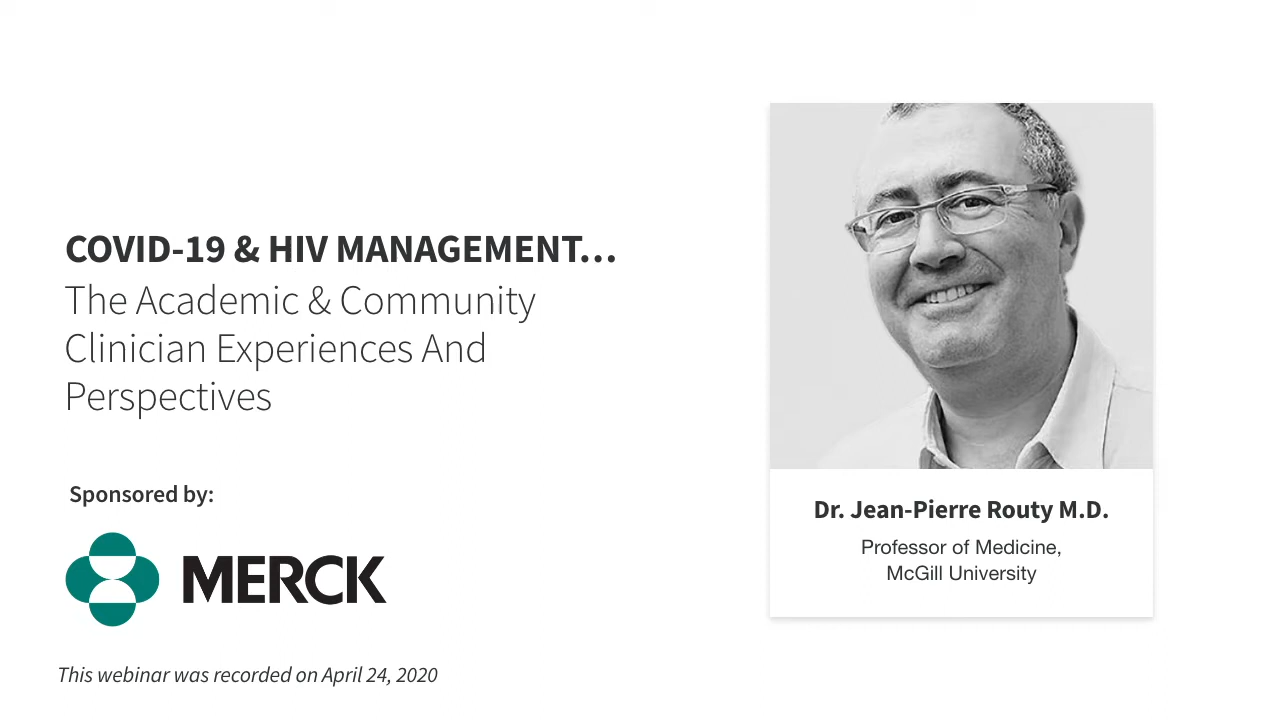 COVID-19 & HIV MANAGEMENT...
The Academic & Community
Clinician Experiences And
Perspectives
Sponsored by:
MERCK
This webinar was recorded on April 24, 2020
Dr. Jean-Pierre Routy M.D.
Professor of Medicine,
McGill University